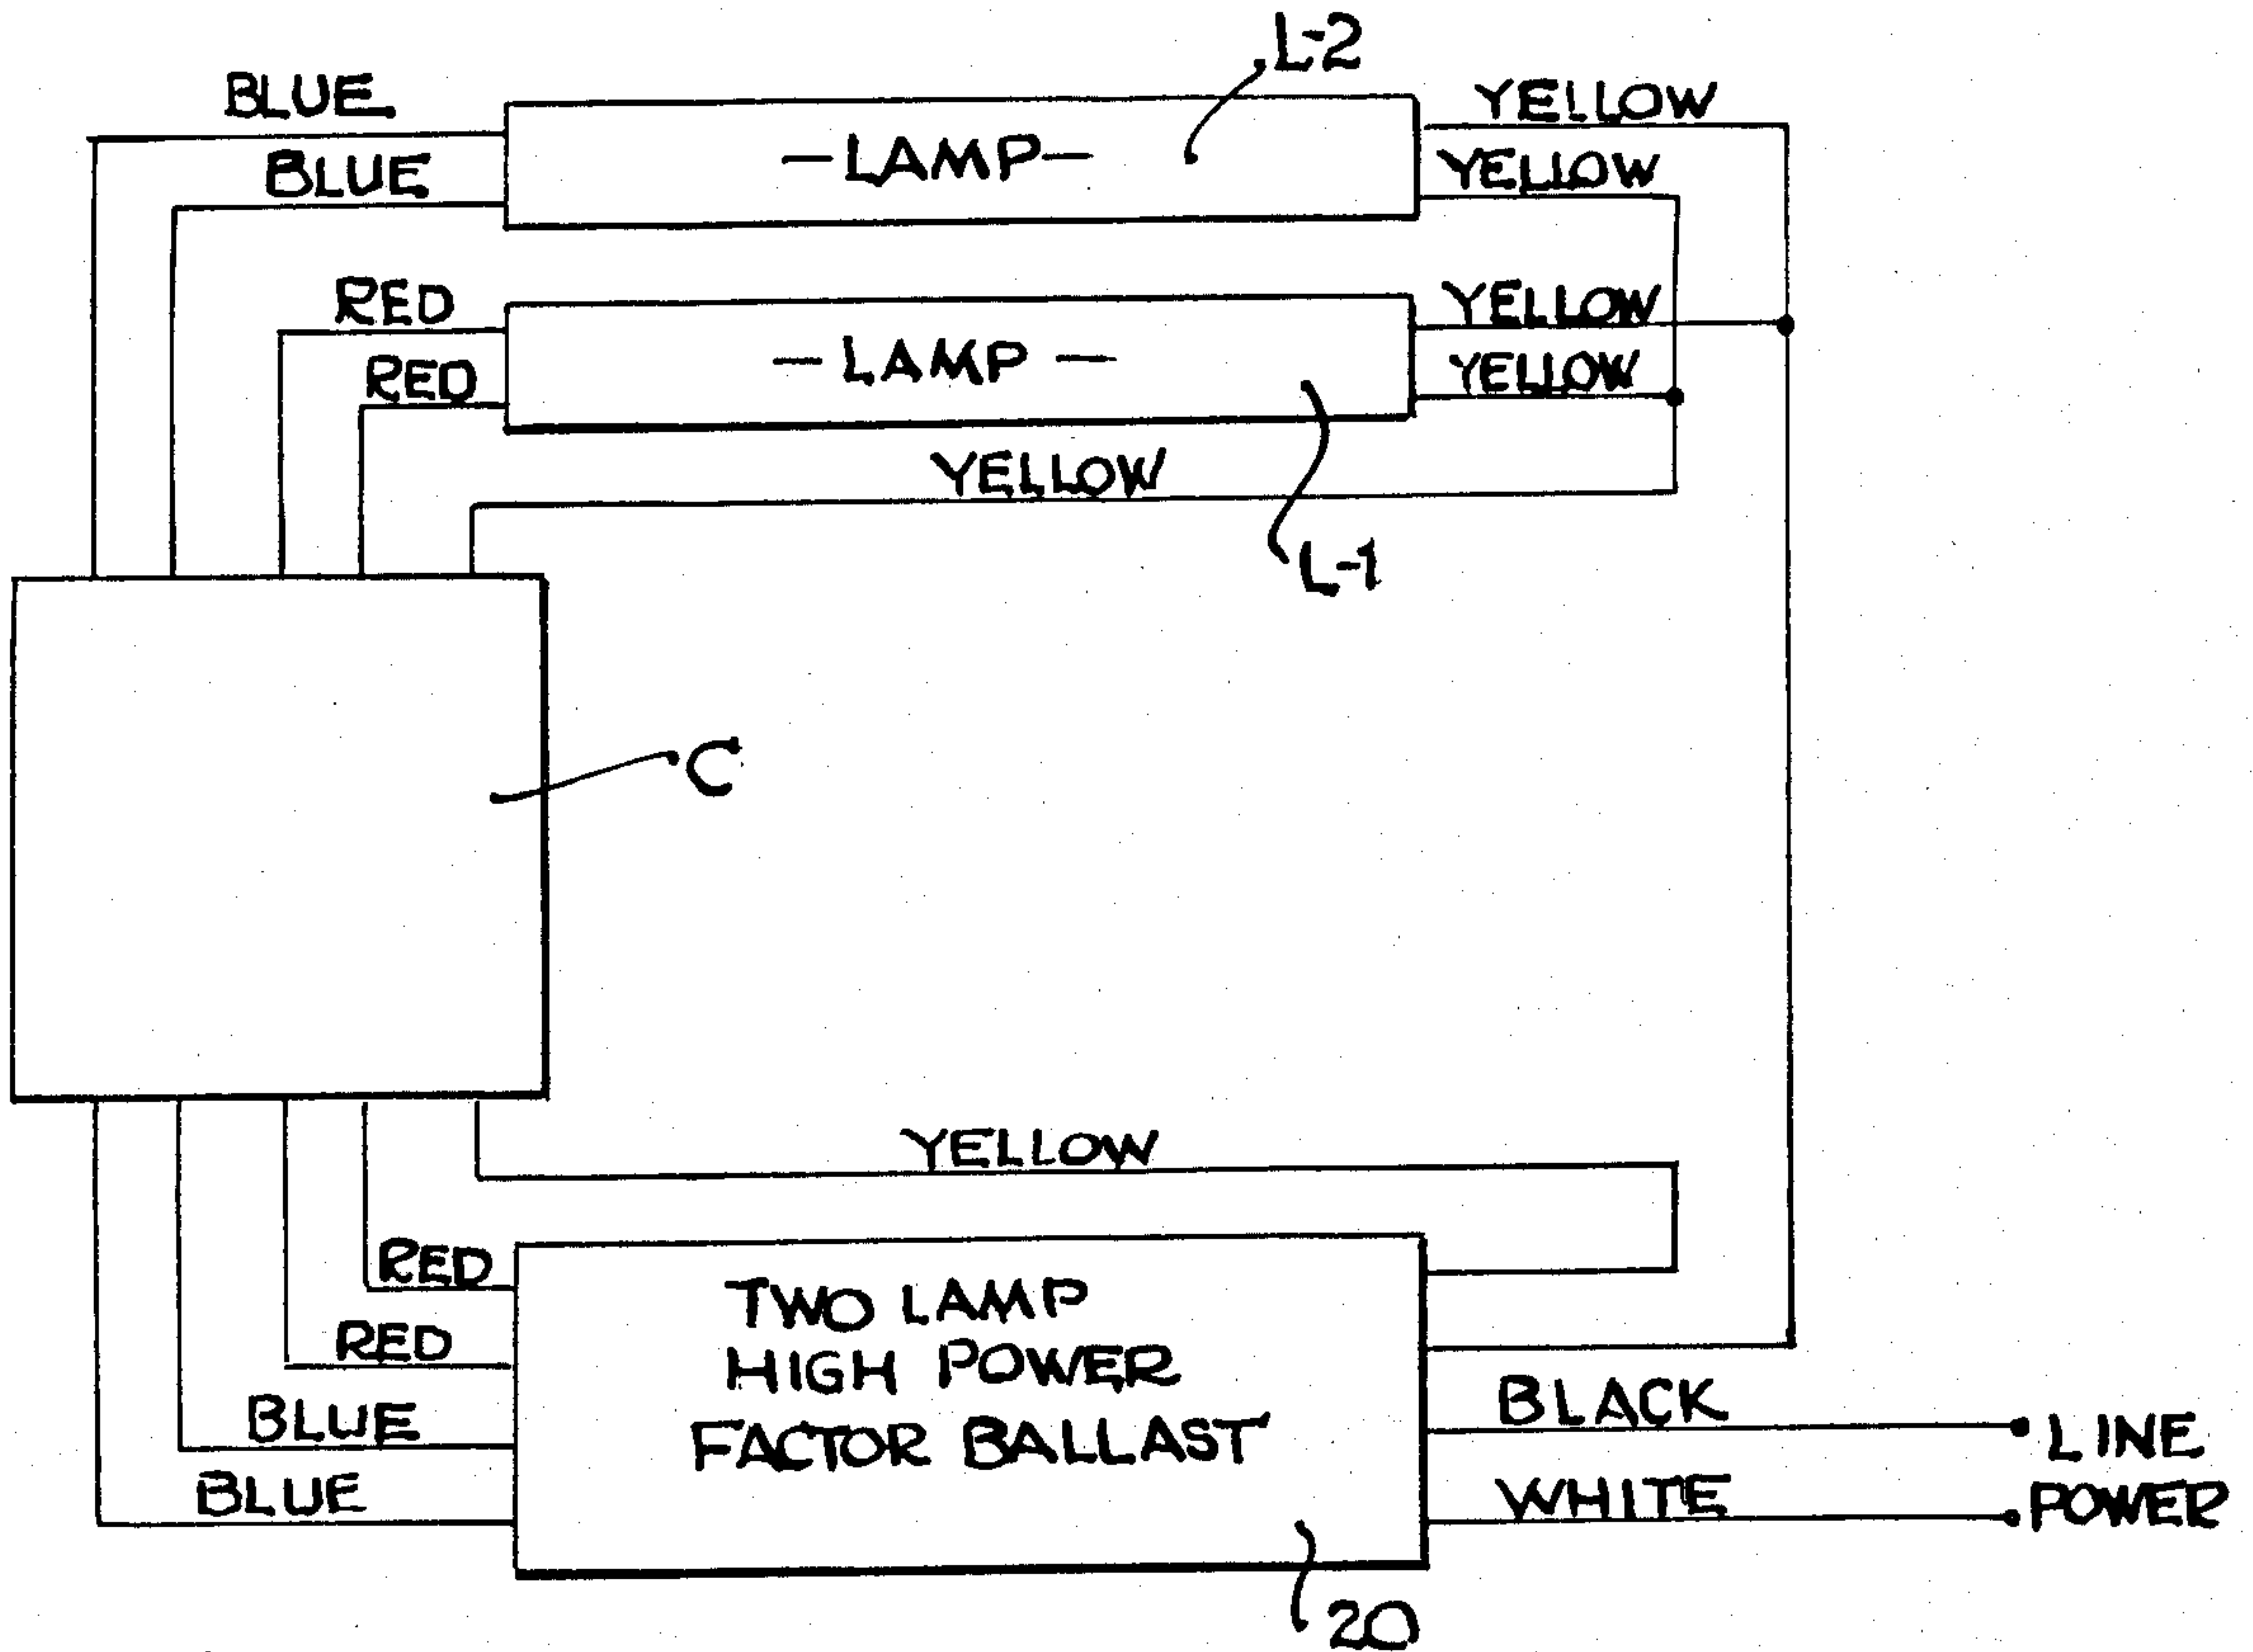 L-2
BLUE
YELLOW
-LAMP-
BLUE
YELLOW
RED
YELLOW
-LAMP-
RED
YELLOW
YELLOW
L-1
C
YELLOW
RED
TWO LAMP
RED
HIGH POWER
BLACK
BLUE
FACTOR BALLAST
LINE
BLUE
WHITE
POWER
20